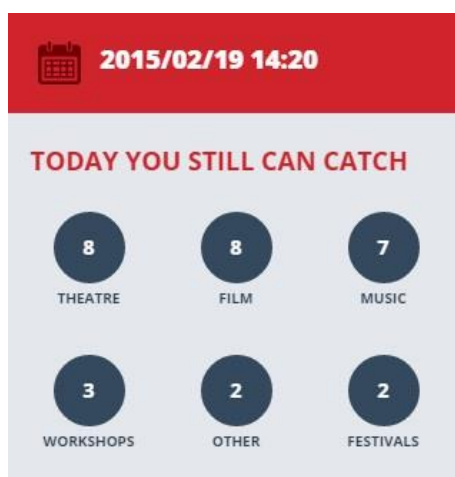 2015/02/19 14:20
TODAY YOU STILL CAN CATCH
8 8 7
THEATRE FILM MUSIC
3 2 2
WORKSHOPS OTHER FESTIVALS